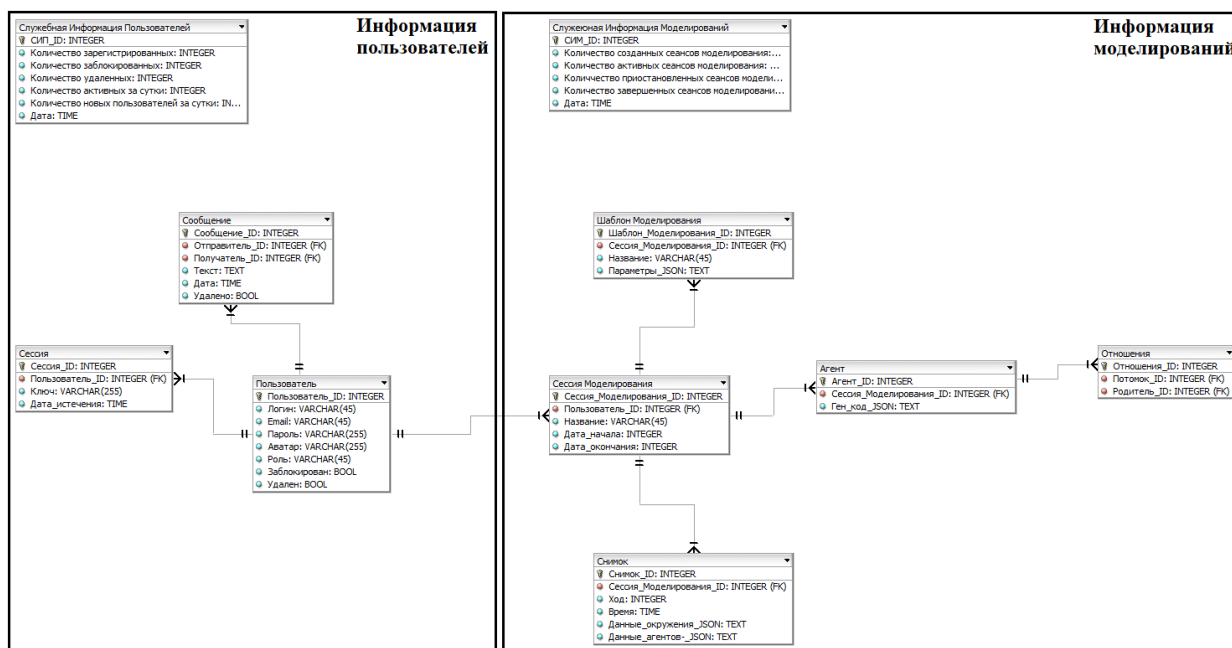 Информация
пользователей
Служебная Информация Пользователей
СИП_ID: INTEGER
Количество зарегистрированных: INTEGER
Количество заблокированных: INTEGER
Количество удаленных: INTEGER
Количество активных за сутки: INTEGER
Количество новых пользователей за сутки: IN...
Дата: TIME
Сообщение
Сообщение_ID: INTEGER
Отправитель_ID: INTEGER (FK)
Получатель_ID: INTEGER (FK)
Текст: TEXT
Дата: TIME
Удалено: BOOL
Сессия
Сессия_ID: INTEGER
Пользователь_ID: INTEGER (FK)
Ключ: VARCHAR(255)
Дата_истечения: TIME
Пользователь
Пользователь_ID: INTEGER
Логин: VARCHAR(45)
Email: VARCHAR(45)
Пароль: VARCHAR(255)
Аватар: VARCHAR(255)
Роль: VARCHAR(45)
Заблокирован: BOOL
Удален: BOOL
Информация
моделирований
Служеюная Информация Моделирований
СИМ_ID: INTEGER
Количество созданных сеансов моделирования:...
Количество активных сеансов моделирования: ...
Количчество приостановленных сеансов модели...
Количество завершенных сеансов моделировани...
Дата: TIME
Шаблон Моделирования
Шаблон_Моделирования_ID: INTEGER
Сессия_Моделирования_ID: INTEGER (FK)
Название: VARCHAR(45)
Параметры_JSON: TEXT
Сессия Моделирования
Сессия_Моделирования_ID: INTEGER
Пользователь_ID: INTEGER (FK)
Название: VARCHAR(45)
Дата_начала: INTEGER
Дата_окончания: INTEGER
Агент
Агент_ID: INTEGER
Сессия_Моделирования_ID: INTEGER (FK)
Ген_код_JSON: TEXT
Отношения
Отношения_ID: INTEGER
Потомок_ID: INTEGER (FK)
Родитель_ID: INTEGER (FK)
Снимок
Снимок_ID: INTEGER
Сессия_Моделирования_ID: INTEGER (FK)
Ход: INTEGER
Время: TIME
Данные_окружения_JSON: TEXT
Данные_агентов-_JSON: TEXT